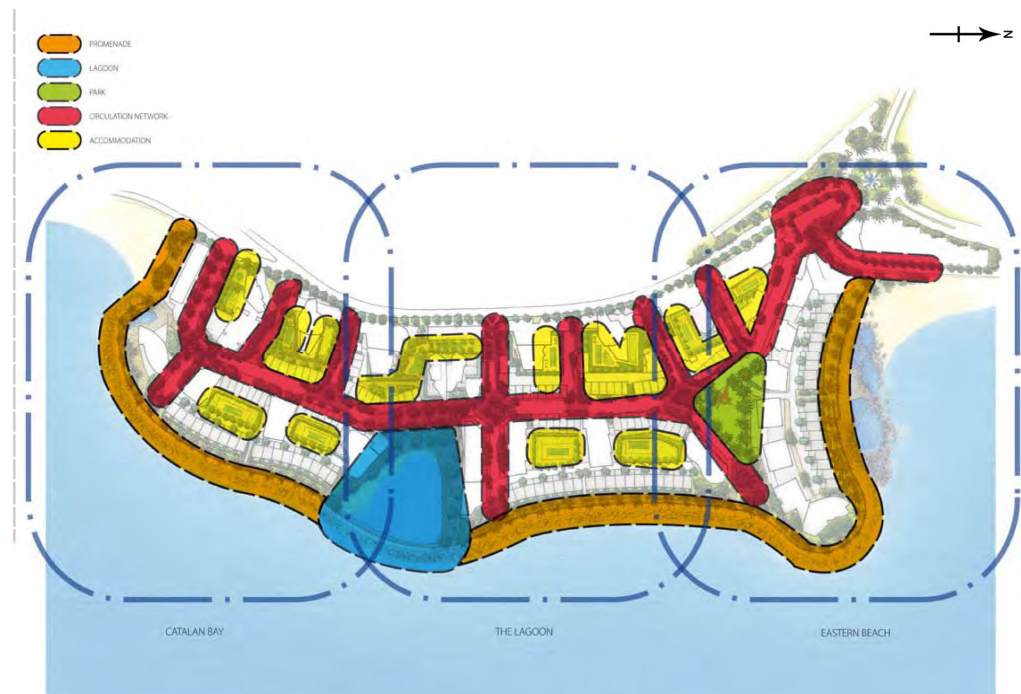 PROMENADE
LAGOON
PARK
CIRCULATION NETWORK
ACCOMMODATION
N
CATALAN BAY
THE LAGOON
EASTERN BEACH